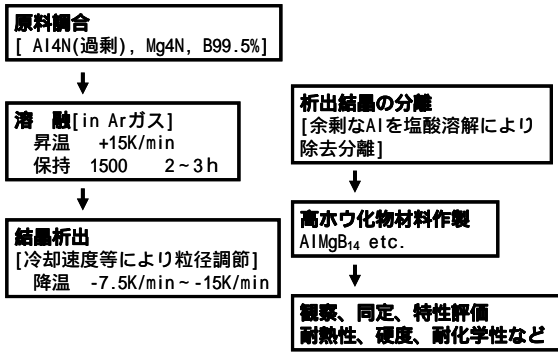 原料調合
[ Al4N(過剰), Mg4N, B99.5%]
溶 融[in Arガス]
昇温 +15K/min
保持 1500 2~3h
結晶析出
[冷却速度等により粒径調節]
降温 -7.5K/min~-15K/min
析出結晶の分離
[余剰なAlを塩酸溶解により
除去分離]
高ホウ化物材料作製
AlMgB₁₄ etc.
観察、同定、特性評価
耐熱性、硬度、耐化学性など